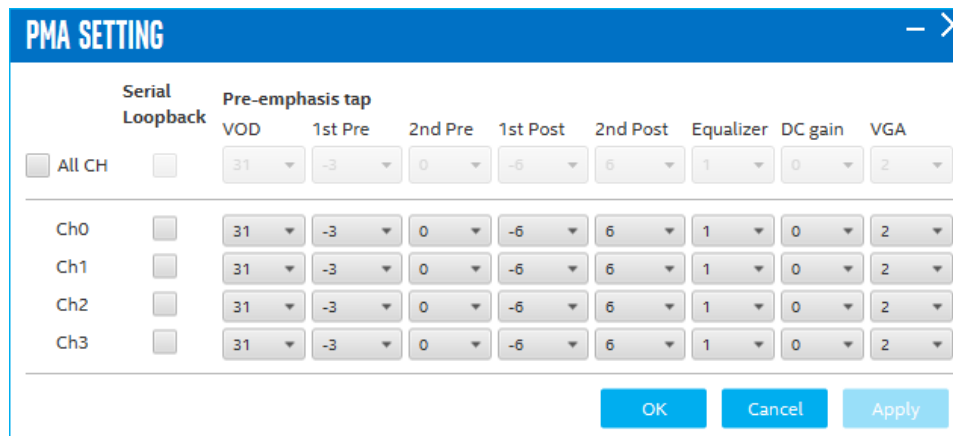 PMA SETTING
Serial Loopback
Pre-emphasis tap
VOD 1st Pre 2nd Pre 1st Post 2nd Post Equalizer DC gain VGA
All CH 31 -3 0 -6 6 1 0 2
Ch0 31 -3 0 -6 6 1 0 2
Ch1 31 -3 0 -6 6 1 0 2
Ch2 31 -3 0 -6 6 1 0 2
Ch3 31 -3 0 -6 6 1 0 2
OK Cancel Apply